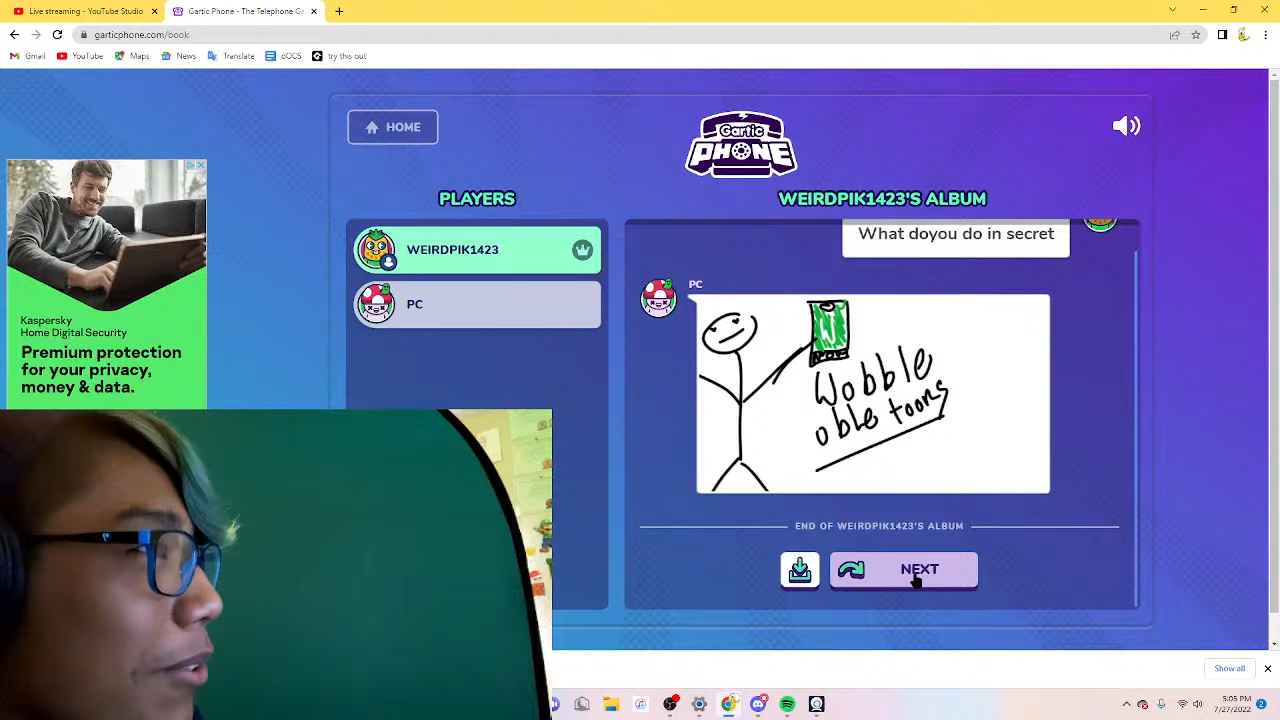 Live streaming - YouTube Studio
Gartic Phone - The Telephone Ga
garticphone.com/book
Gmail
YouTube
Maps
News
Translate
dOCS
try this out
HOME
Gartic
PHONE
PLAYERS
WEIRDPIK1423'S ALBUM
WEIRDPIK1423
PC
What doyou do in secret
PC
Wobble
oble toons
END OF WEIRDPIK1423'S ALBUM
NEXT
Kaspersky
Home Digital Security
Premium protection
for your privacy,
money & data.
Show all
5:05 PM
7/27/2022
2